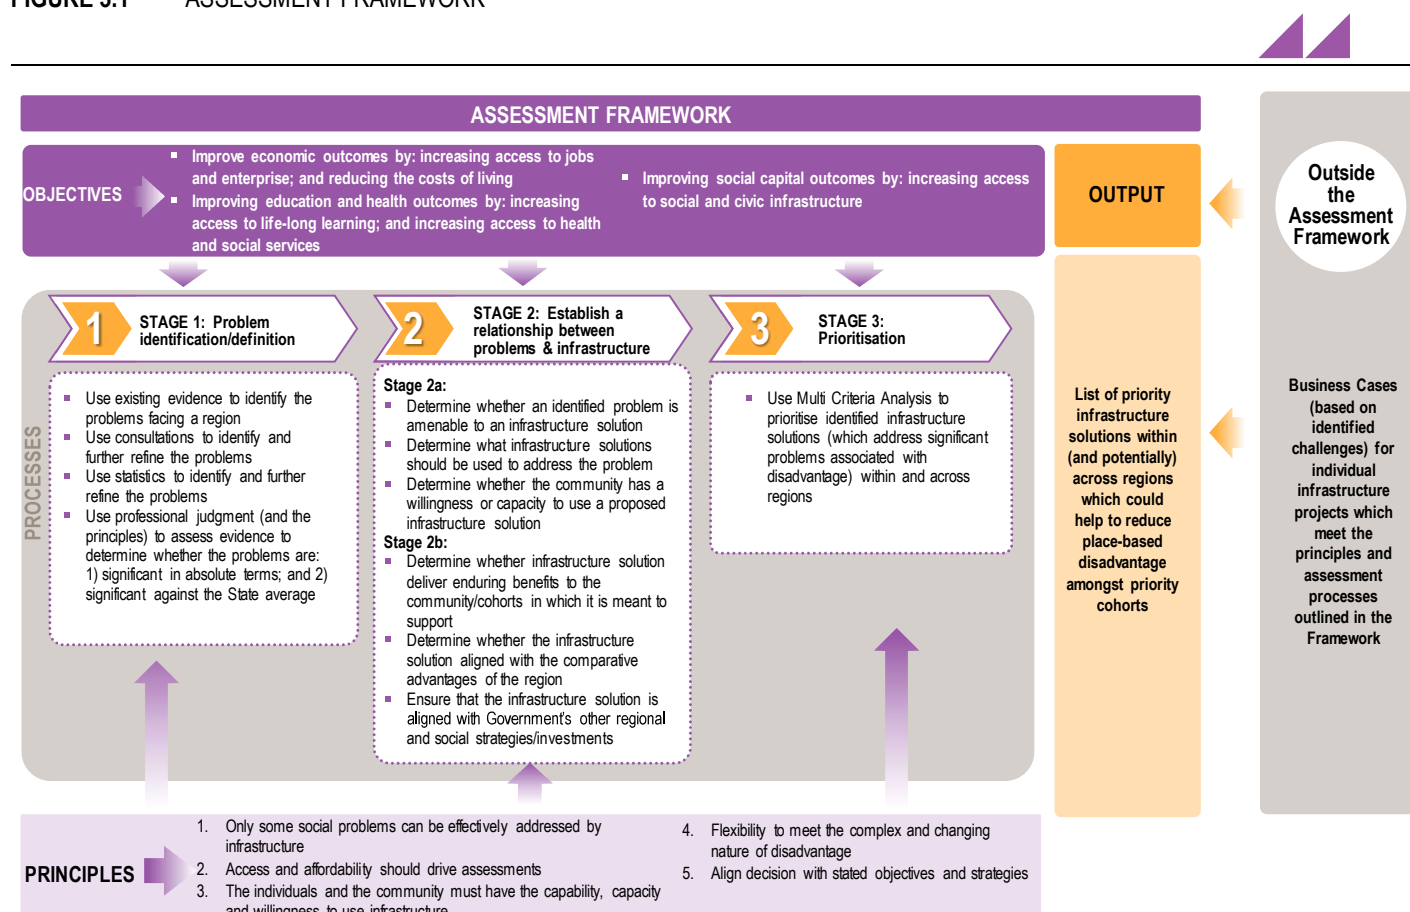 FIGURE 3.1 ASSESSMENT FRAMEWORK
ASSESSMENT FRAMEWORK
OBJECTIVES
Improve economic outcomes by: increasing access to jobs
and enterprise; and reducing the costs of living
Improving education and health outcomes by: increasing
access to life-long learning; and increasing access to health
and social services
Improving social capital outcomes by: increasing access
to social and civic infrastructure
OUTPUT
Outside
the
Assessment
Framework
PROCESSES
1
STAGE 1: Problem
identification/definition
Use existing evidence to identify the
problems facing a region
Use consultations to identify and
further refine the problems
Use statistics to identify and further
refine the problems
Use professional judgment (and the
principles) to assess evidence to
determine whether the problems are:
1) significant in absolute terms; and 2)
significant against the State average
2
STAGE 2: Establish a
relationship between
problems & infrastructure
Stage 2a:
Determine whether an identified problem is
amenable to an infrastructure solution
Determine what infrastructure solutions
should be used to address the problem
Determine whether the community has a
willingness or capacity to use a proposed
infrastructure solution
Stage 2b:
Determine whether infrastructure solution
deliver enduring benefits to the
community/cohorts in which it is meant to
support
Determine whether the infrastructure
solution aligned with the comparative
advantages of the region
Ensure that the infrastructure solution is
aligned with Government's other regional
and social strategies/investments
3
STAGE 3:
Prioritisation
Use Multi Criteria Analysis to
prioritise identified infrastructure
solutions (which address significant
problems associated with
disadvantage) within and across
regions
List of priority
infrastructure
solutions within
(and potentially)
across regions
which could
help to reduce
place-based
disadvantage
amongst priority
cohorts
Business Cases
(based on
identified
challenges) for
individual
infrastructure
projects which
meet the
principles and
assessment
processes
outlined in the
Framework
PRINCIPLES
1. Only some social problems can be effectively addressed by
infrastructure
2. Access and affordability should drive assessments
3. The individuals and the community must have the capability, capacity
and willingness to use infrastructure
4. Flexibility to meet the complex and changing
nature of disadvantage
5. Align decision with stated objectives and strategies